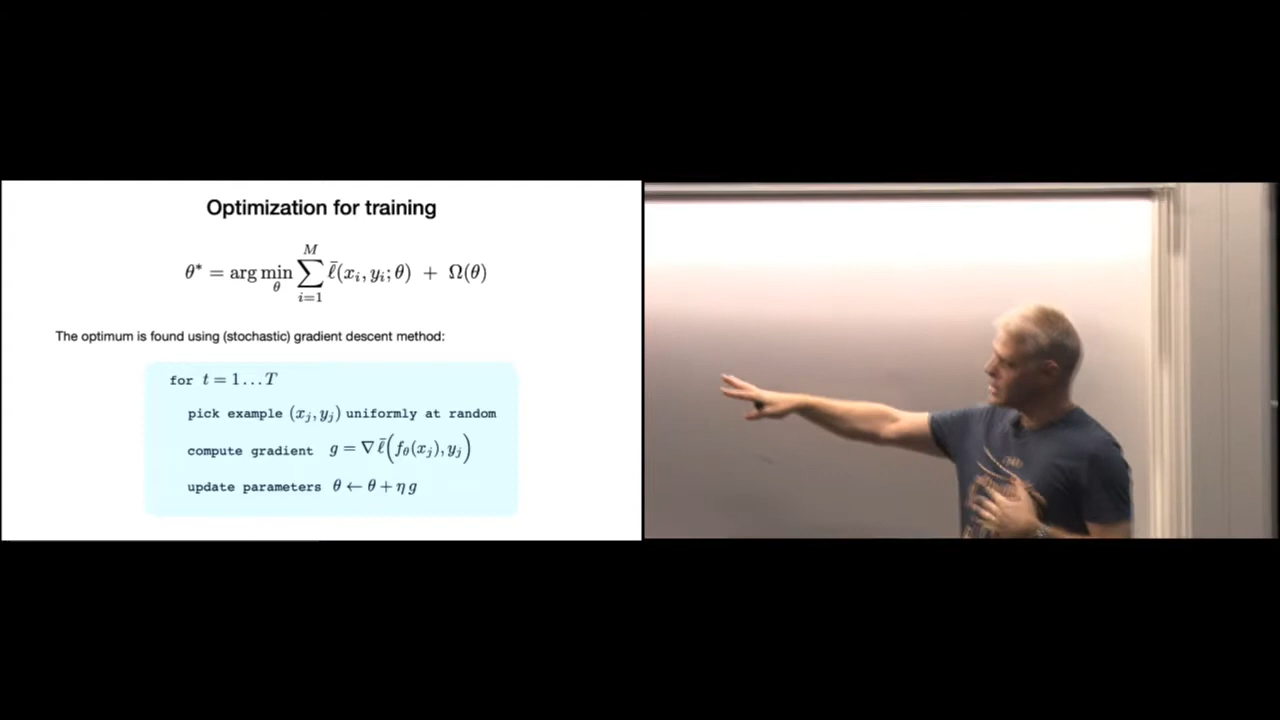 Optimization for training
θ* = arg min_θ ∑_{i=1}^{M} ℓ̄(x_i, y_i; θ) + Ω(θ)
The optimum is found using (stochastic) gradient descent method:
for t = 1...T
pick example (x_j, y_j) uniformly at random
compute gradient g = ∇ ℓ̄(f_θ(x_j), y_j)
update parameters θ ← θ + η g